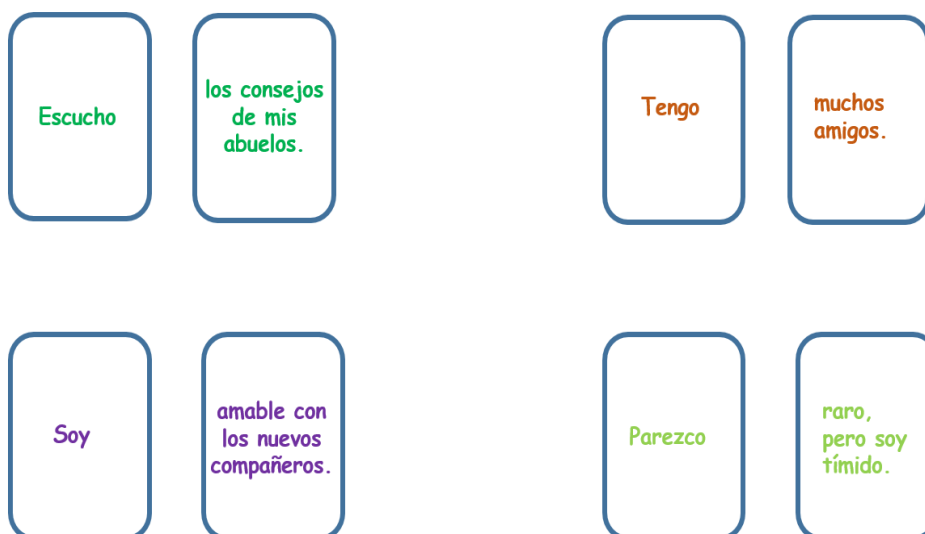 Escucho
los consejos
de mis
abuelos.
Tengo
muchos
amigos.
Soy
amable con
los nuevos
compañeros.
Parezco
raro,
pero soy
tímido.